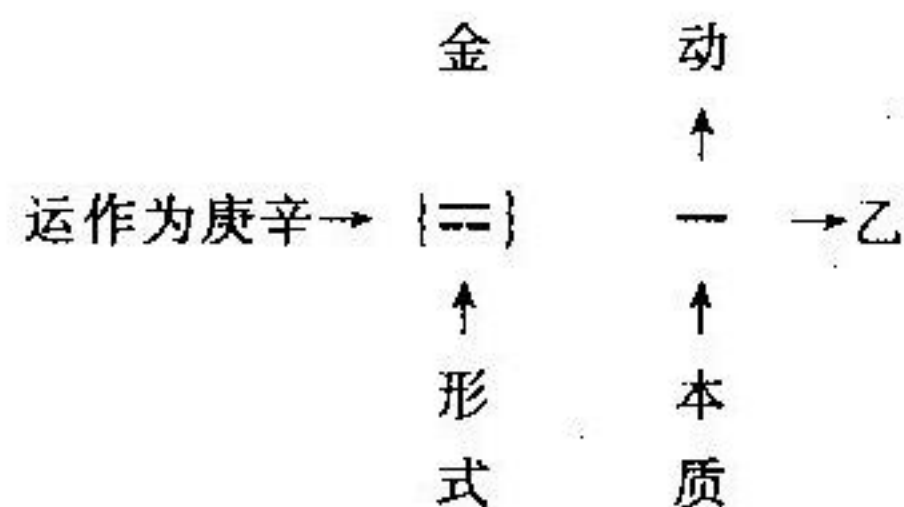 金 动
↑
运作为庚辛→ {⚌} — →乙
↑ ↑
形 本
式 质